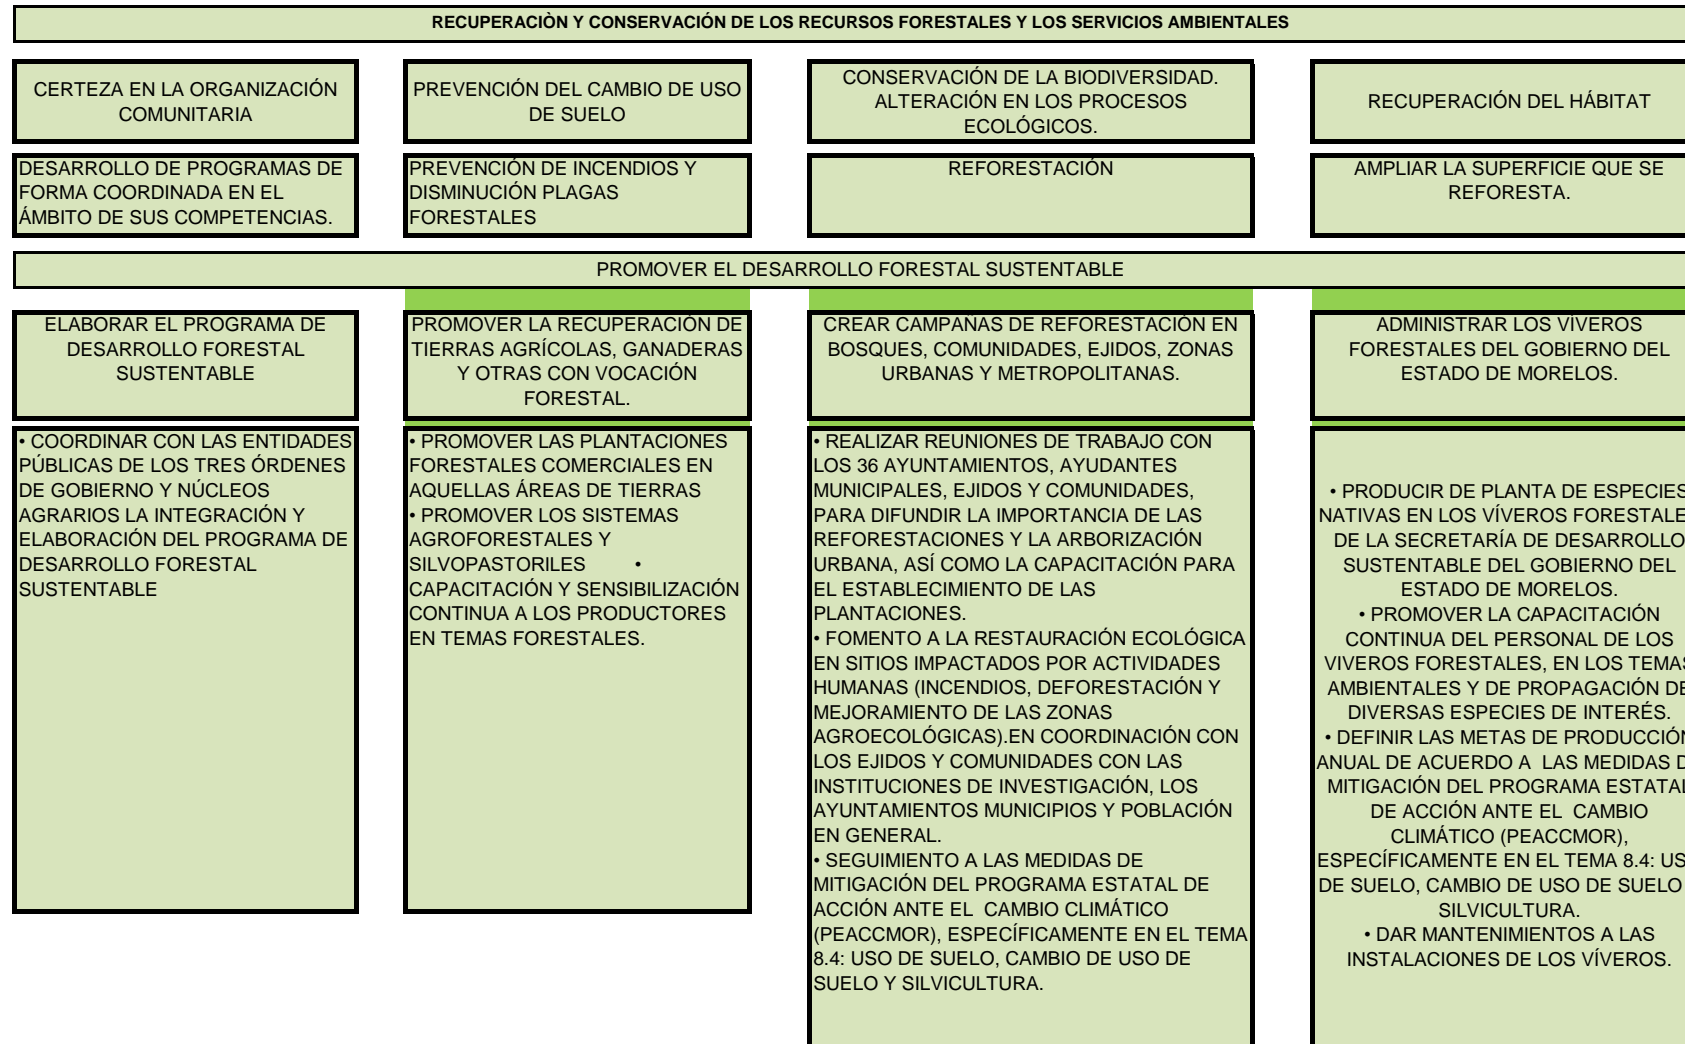 RECUPERACIÒN Y CONSERVACIÓN DE LOS RECURSOS FORESTALES Y LOS SERVICIOS AMBIENTALES
CERTEZA EN LA ORGANIZACIÓN
COMUNITARIA
PREVENCIÓN DEL CAMBIO DE USO
DE SUELO
CONSERVACIÓN DE LA BIODIVERSIDAD.
ALTERACIÓN EN LOS PROCESOS
ECOLÓGICOS.
RECUPERACIÓN DEL HÁBITAT
DESARROLLO DE PROGRAMAS DE
FORMA COORDINADA EN EL
ÁMBITO DE SUS COMPETENCIAS.
PREVENCIÓN DE INCENDIOS Y
DISMINUCIÓN PLAGAS
FORESTALES
REFORESTACIÓN
AMPLIAR LA SUPERFICIE QUE SE
REFORESTA.
PROMOVER EL DESARROLLO FORESTAL SUSTENTABLE
ELABORAR EL PROGRAMA DE
DESARROLLO FORESTAL
SUSTENTABLE
PROMOVER LA RECUPERACIÓN DE
TIERRAS AGRÍCOLAS, GANADERAS
Y OTRAS CON VOCACIÓN
FORESTAL.
CREAR CAMPAÑAS DE REFORESTACIÓN EN
BOSQUES, COMUNIDADES, EJIDOS, ZONAS
URBANAS Y METROPOLITANAS.
ADMINISTRAR LOS VÍVEROS
FORESTALES DEL GOBIERNO DEL
ESTADO DE MORELOS.
• COORDINAR CON LAS ENTIDADES
PÚBLICAS DE LOS TRES ÓRDENES
DE GOBIERNO Y NÚCLEOS
AGRARIOS LA INTEGRACIÓN Y
ELABORACIÓN DEL PROGRAMA DE
DESARROLLO FORESTAL
SUSTENTABLE
• PROMOVER LAS PLANTACIONES
FORESTALES COMERCIALES EN
AQUELLAS ÁREAS DE TIERRAS
• PROMOVER LOS SISTEMAS
AGROFORESTALES Y
SILVOPASTORILES •
CAPACITACIÓN Y SENSIBILIZACIÓN
CONTINUA A LOS PRODUCTORES
EN TEMAS FORESTALES.
• REALIZAR REUNIONES DE TRABAJO CON
LOS 36 AYUNTAMIENTOS, AYUDANTES
MUNICIPALES, EJIDOS Y COMUNIDADES,
PARA DIFUNDIR LA IMPORTANCIA DE LAS
REFORESTACIONES Y LA ARBORIZACIÓN
URBANA, ASÍ COMO LA CAPACITACIÓN PARA
EL ESTABLECIMIENTO DE LAS
PLANTACIONES.
• FOMENTO A LA RESTAURACIÓN ECOLÓGICA
EN SITIOS IMPACTADOS POR ACTIVIDADES
HUMANAS (INCENDIOS, DEFORESTACIÓN Y
MEJORAMIENTO DE LAS ZONAS
AGROECOLÓGICAS).EN COORDINACIÓN CON
LOS EJIDOS Y COMUNIDADES CON LAS
INSTITUCIONES DE INVESTIGACIÓN, LOS
AYUNTAMIENTOS MUNICIPIOS Y POBLACIÓN
EN GENERAL.
• SEGUIMIENTO A LAS MEDIDAS DE
MITIGACIÓN DEL PROGRAMA ESTATAL DE
ACCIÓN ANTE EL CAMBIO CLIMÁTICO
(PEACCMOR), ESPECÍFICAMENTE EN EL TEMA
8.4: USO DE SUELO, CAMBIO DE USO DE
SUELO Y SILVICULTURA.
• PRODUCIR DE PLANTA DE ESPECIES
NATIVAS EN LOS VÍVEROS FORESTALE
DE LA SECRETARÍA DE DESARROLLO
SUSTENTABLE DEL GOBIERNO DEL
ESTADO DE MORELOS.
• PROMOVER LA CAPACITACIÓN
CONTINUA DEL PERSONAL DE LOS
VIVEROS FORESTALES, EN LOS TEMAS
AMBIENTALES Y DE PROPAGACIÓN DE
DIVERSAS ESPECIES DE INTERÉS.
• DEFINIR LAS METAS DE PRODUCCIÓN
ANUAL DE ACUERDO A LAS MEDIDAS D
MITIGACIÓN DEL PROGRAMA ESTATAL
DE ACCIÓN ANTE EL CAMBIO
CLIMÁTICO (PEACCMOR),
ESPECÍFICAMENTE EN EL TEMA 8.4: US
DE SUELO, CAMBIO DE USO DE SUELO
SILVICULTURA.
• DAR MANTENIMIENTOS A LAS
INSTALACIONES DE LOS VÍVEROS.